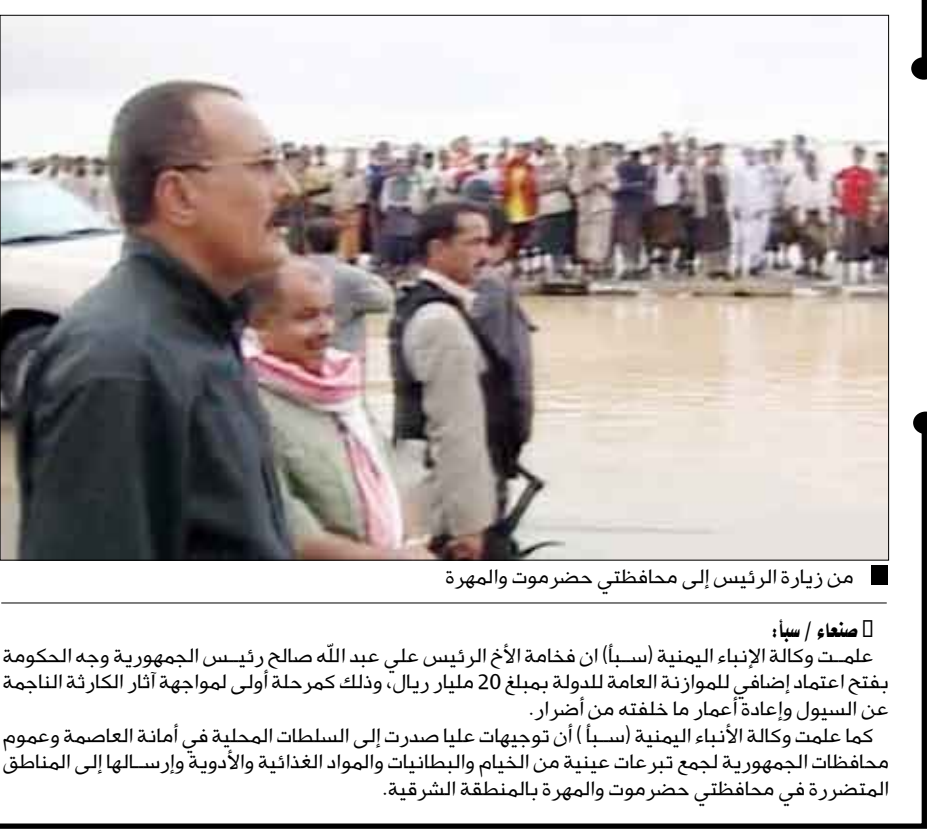 من زيارة الرئيس إلى محافظتي حضرموت والمهرة
صنعاء / سبأ:
علمت وكالة الإنباء اليمنية (سبأ) ان فخامة الأخ الرئيس علي عبد الله صالح رئيس الجمهورية وجه الحكومة
بفتح اعتماد إضافي للموازنة العامة للدولة بمبلغ 20 مليار ريال، وذلك كمرحلة أولى لمواجهة آثار الكارثة الناجمة
عن السيول وإعادة أعمار ما خلفته من أضرار.
كما علمت وكالة الأنباء اليمنية (سبأ ) أن توجيهات عليا صدرت إلى السلطات المحلية في أمانة العاصمة وعموم
محافظات الجمهورية لجمع تبرعات عينية من الخيام والبطانيات والمواد الغذائية والأدوية وإرسالها إلى المناطق
المتضررة في محافظتي حضرموت والمهرة بالمنطقة الشرقية.